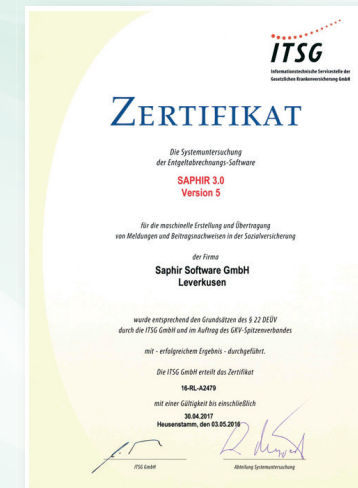 ITSG
Informationstechnische Servicestelle der
Gesetzlichen Krankenversicherung GmbH
ZERTIFIKAT
Die Systemuntersuchung
der Entgeltabrechnungs-Software
SAPHIR 3.0
Version 5
für die maschinelle Erstellung und Übertragung
von Meldungen und Beitragsnachweisen in der Sozialversicherung
der Firma
Saphir Software GmbH
Leverkusen
wurde entsprechend den Grundsätzen des § 22 DEÜV
durch die ITSG GmbH und im Auftrag des GKV-Spitzenverbandes
mit - erfolgreichem Ergebnis - durchgeführt.
Die ITSG GmbH erteilt das Zertifikat
16-RL-A2479
mit einer Gültigkeit bis einschließlich
30.04.2017
Heusenstamm, den 03.05.2016
ITSG GmbH
Abteilung Systemuntersuchung